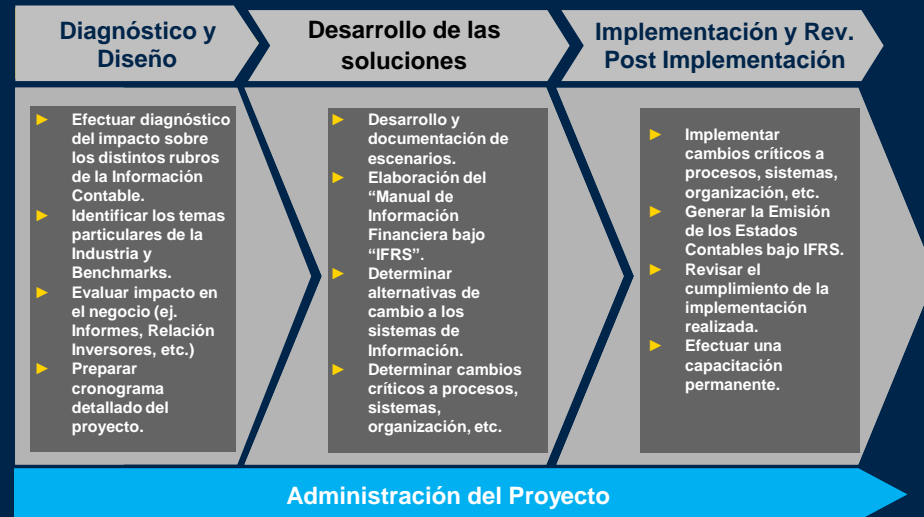 Diagnóstico y
Diseño
Desarrollo de las
soluciones
Implementación y Rev.
Post Implementación
► Efectuar diagnóstico
del impacto sobre
los distintos rubros
de la Información
Contable.
► Identificar los temas
particulares de la
Industria y
Benchmarks.
► Evaluar impacto en
el negocio (ej.
Informes, Relación
Inversores, etc.)
► Preparar
cronograma
detallado del
proyecto.
► Desarrollo y
documentación de
escenarios.
► Elaboración del
“Manual de
Información
Financiera bajo
“IFRS”.
► Determinar
alternativas de
cambio a los
sistemas de
Información.
► Determinar cambios
críticos a procesos,
sistemas,
organización, etc.
► Implementar
cambios críticos a
procesos, sistemas,
organización, etc.
► Generar la Emisión
de los Estados
Contables bajo IFRS.
► Revisar el
cumplimiento de la
implementación
realizada.
► Efectuar una
capacitación
permanente.
Administración del Proyecto